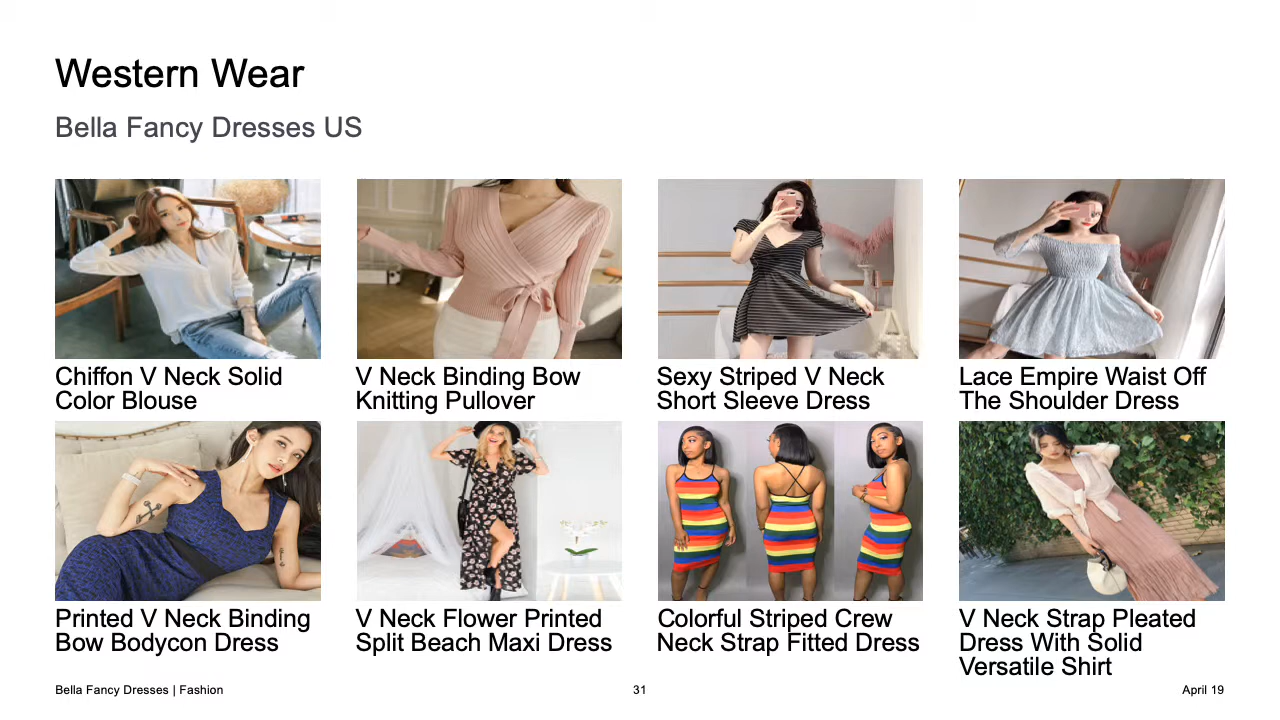 Western Wear
Bella Fancy Dresses US
Chiffon V Neck Solid
Color Blouse
V Neck Binding Bow
Knitting Pullover
Sexy Striped V Neck
Short Sleeve Dress
Lace Empire Waist Off
The Shoulder Dress
Printed V Neck Binding
Bow Bodycon Dress
V Neck Flower Printed
Split Beach Maxi Dress
Colorful Striped Crew
Neck Strap Fitted Dress
V Neck Strap Pleated
Dress With Solid
Versatile Shirt
Bella Fancy Dresses | Fashion
31
April 19